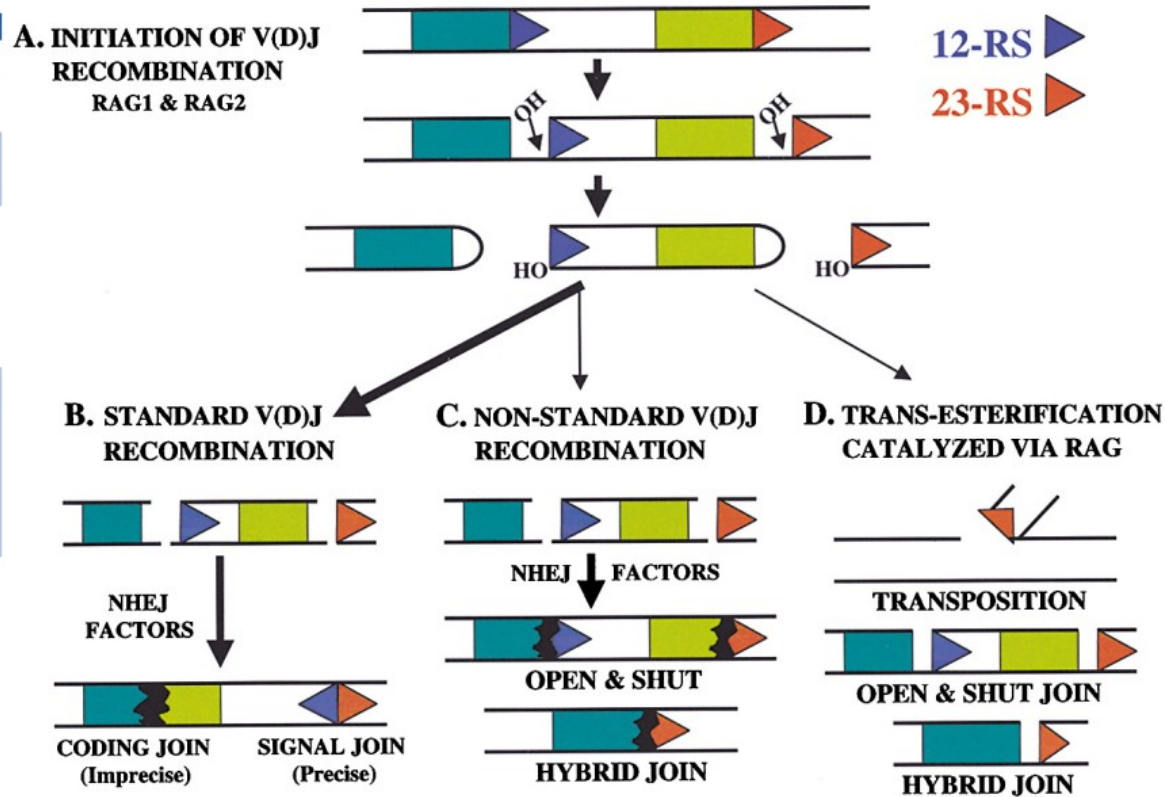 A. INITIATION OF V(D)J
RECOMBINATION
RAG1 & RAG2
12-RS
23-RS
OH
OH
HO
HO
B. STANDARD V(D)J
RECOMBINATION
NHEJ
FACTORS
CODING JOIN
(Imprecise)
SIGNAL JOIN
(Precise)
C. NON-STANDARD V(D)J
RECOMBINATION
NHEJ FACTORS
OPEN & SHUT
HYBRID JOIN
D. TRANS-ESTERIFICATION
CATALYZED VIA RAG
TRANSPOSITION
OPEN & SHUT JOIN
HYBRID JOIN